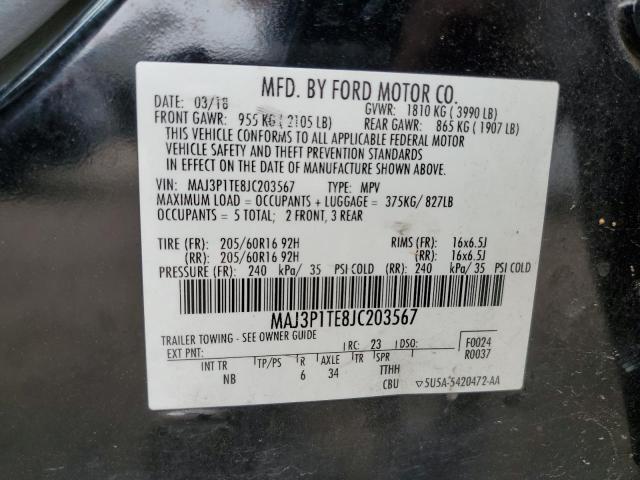 MFD. BY FORD MOTOR CO.
DATE: 03/18 GVWR: 1810 KG ( 3990 LB)
FRONT GAWR: 955 KG ( 2105 LB) REAR GAWR: 865 KG ( 1907 LB)
THIS VEHICLE CONFORMS TO ALL APPLICABLE FEDERAL MOTOR
VEHICLE SAFETY AND THEFT PREVENTION STANDARDS
IN EFFECT ON THE DATE OF MANUFACTURE SHOWN ABOVE.
VIN: MAJ3P1TE8JC203567 TYPE: MPV
MAXIMUM LOAD = OCCUPANTS + LUGGAGE = 375KG/ 827LB
OCCUPANTS = 5 TOTAL; 2 FRONT, 3 REAR
TIRE (FR): 205/60R16 92H RIMS (FR): 16x6.5J
(RR): 205/60R16 92H (RR): 16x6.5J
PRESSURE (FR): 240 kPa/ 35 PSI COLD (RR): 240 kPa/ 35 PSI COLD
MAJ3P1TE8JC203567
TRAILER TOWING - SEE OWNER GUIDE
EXT PNT: RC: 23 DSO: F0024
R0037
INT TR TP/PS R AXLE TR SPR
NB 6 34 TTHH
CBU ▽5U5A-5420472-AA